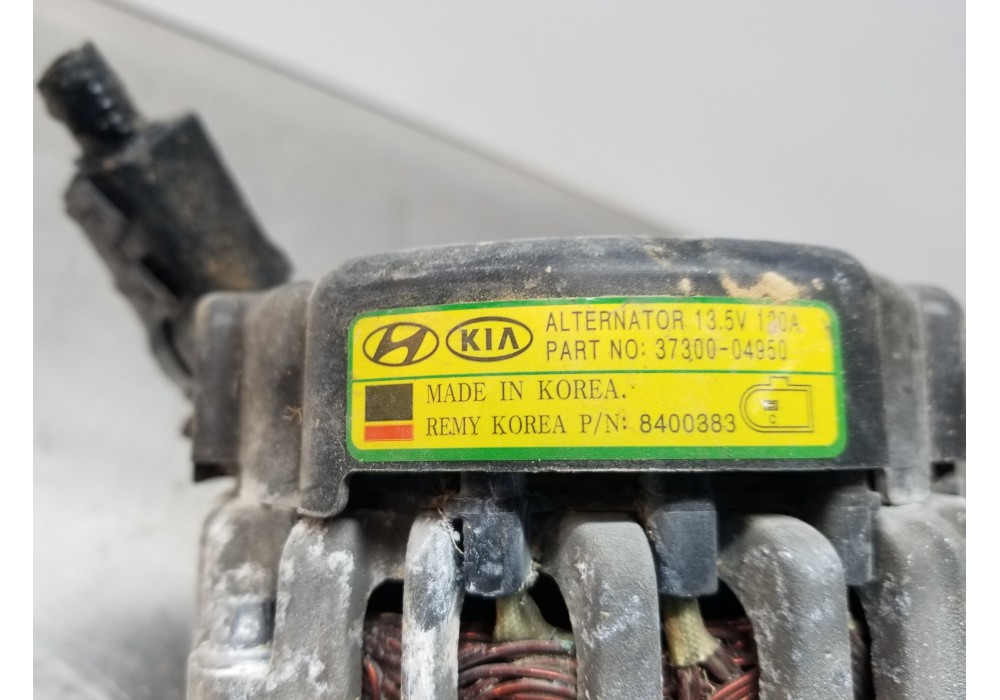 KIA ALTERNATOR 13.5V 120A
PART NO: 37300-04950
MADE IN KOREA.
REMY KOREA P/N: 8400383
C